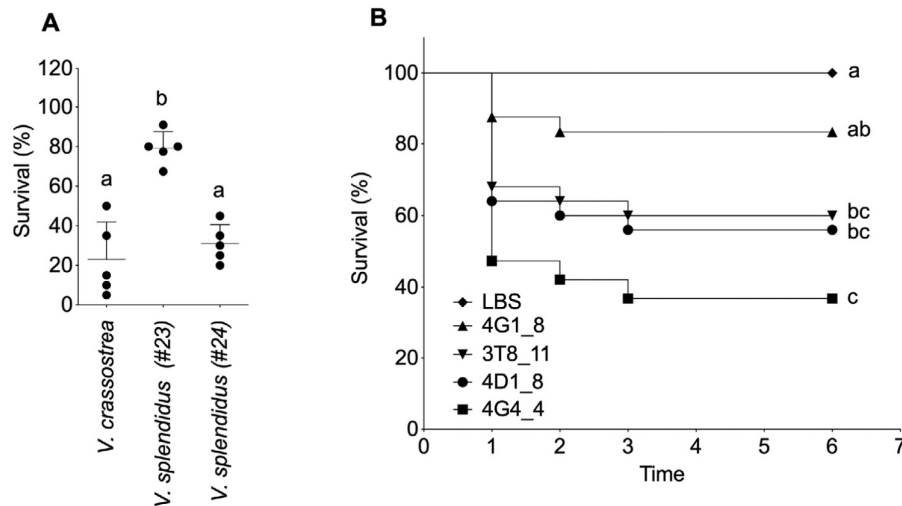 A
Survival (%)
120
100
80
60
40
20
0
a
b
a
V. crassostrea
V. splendidus (#23)
V. splendidus (#24)
B
Survival (%)
100
80
60
40
20
0
a
ab
bc
bc
c
LBS
4G1_8
3T8_11
4D1_8
4G4_4
0 1 2 3 4 5 6 7
Time